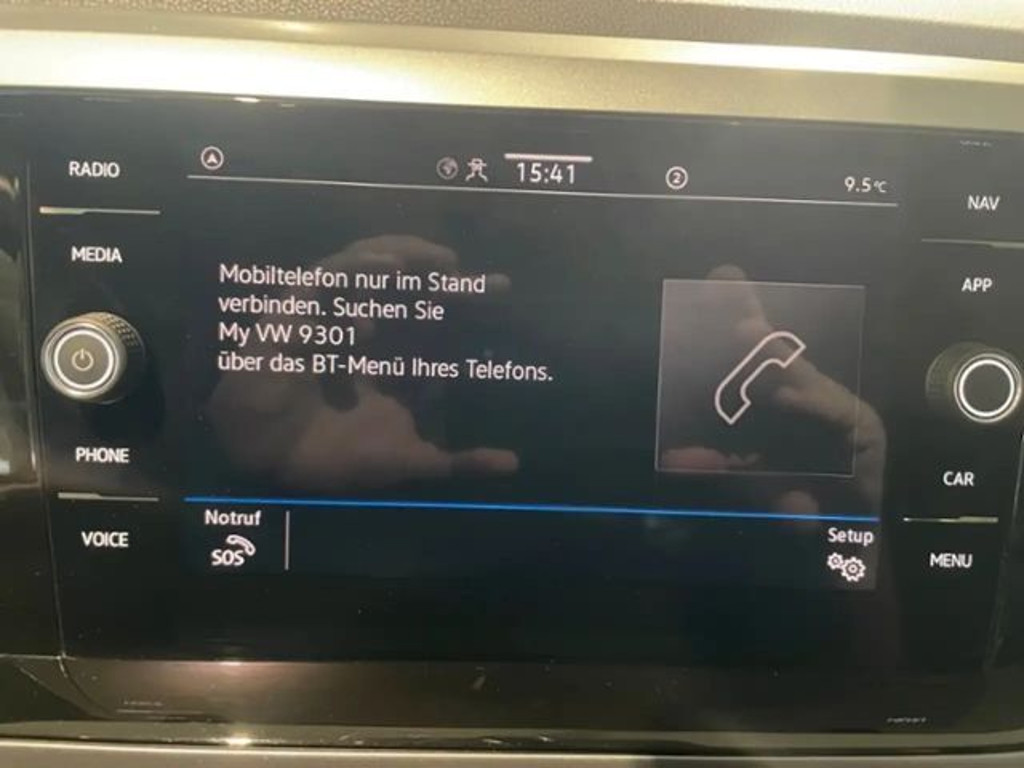 RADIO
MEDIA
PHONE
VOICE
A
15:41
2
9.5°C
Mobiltelefon nur im Stand
verbinden. Suchen Sie
My VW 9301
über das BT-Menü Ihres Telefons.
Notruf
SOS
Setup
NAV
APP
CAR
MENU